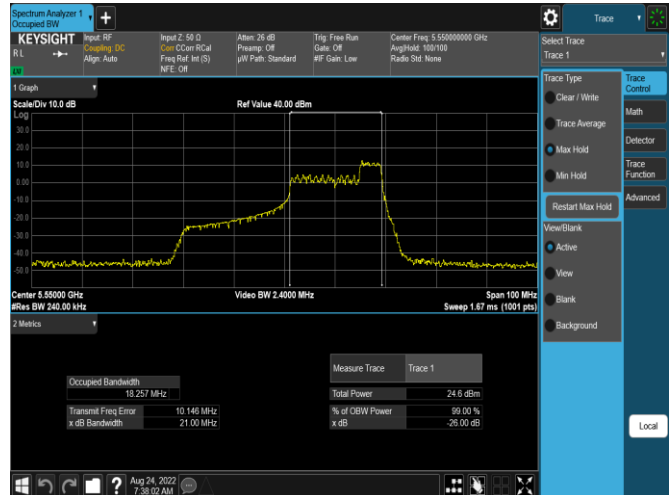 Spectrum Analyzer 1
Occupied BW
KEYSIGHT
RL
LW
Input: RF
Coupling: DC
Align: Auto
Input Z: 50 Ω
Corr CCorr RCal
Freq Ref: Int (S)
NFE: Off
Atten: 26 dB
Preamp: Off
µW Path: Standard
Trig: Free Run
Gate: Off
#IF Gain: Low
Center Freq: 5.550000000 GHz
Avg|Hold: 100/100
Radio Std: None
1 Graph
Scale/Div 10.0 dB
Ref Value 40.00 dBm
Log
30.0
20.0
10.0
0.00
-10.0
-20.0
-30.0
-40.0
-50.0
Center 5.55000 GHz
#Res BW 240.00 kHz
Video BW 2.4000 MHz
Span 100 MHz
Sweep 1.67 ms (1001 pts)
2 Metrics
Occupied Bandwidth
18.257 MHz
Transmit Freq Error 10.146 MHz
x dB Bandwidth 21.00 MHz
Measure Trace Trace 1
Total Power 24.6 dBm
% of OBW Power 99.00 %
x dB -26.00 dB
Aug 24, 2022
7:38:02 AM
Trace
Select Trace
Trace 1
Trace Type
Clear / Write
Trace Average
Max Hold
Min Hold
Restart Max Hold
View/Blank
Active
View
Blank
Background
Trace Control
Math
Detector
Trace Function
Advanced
Local